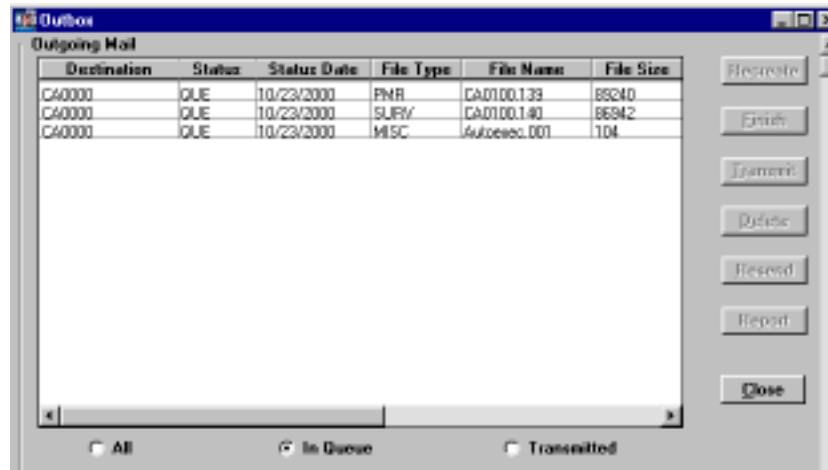 Outbox
Outgoing Mail
Destination Status Status Date File Type File Name File Size
CA0000 QUE 10/23/2000 PMR CA0100.139 89240
CA0000 QUE 10/23/2000 SURV CA0100.140 86942
CA0000 QUE 10/23/2000 MISC Autoexec.001 104
Recreate
Finish
Transmit
Delete
Resend
Report
Close
All In Queue Transmitted